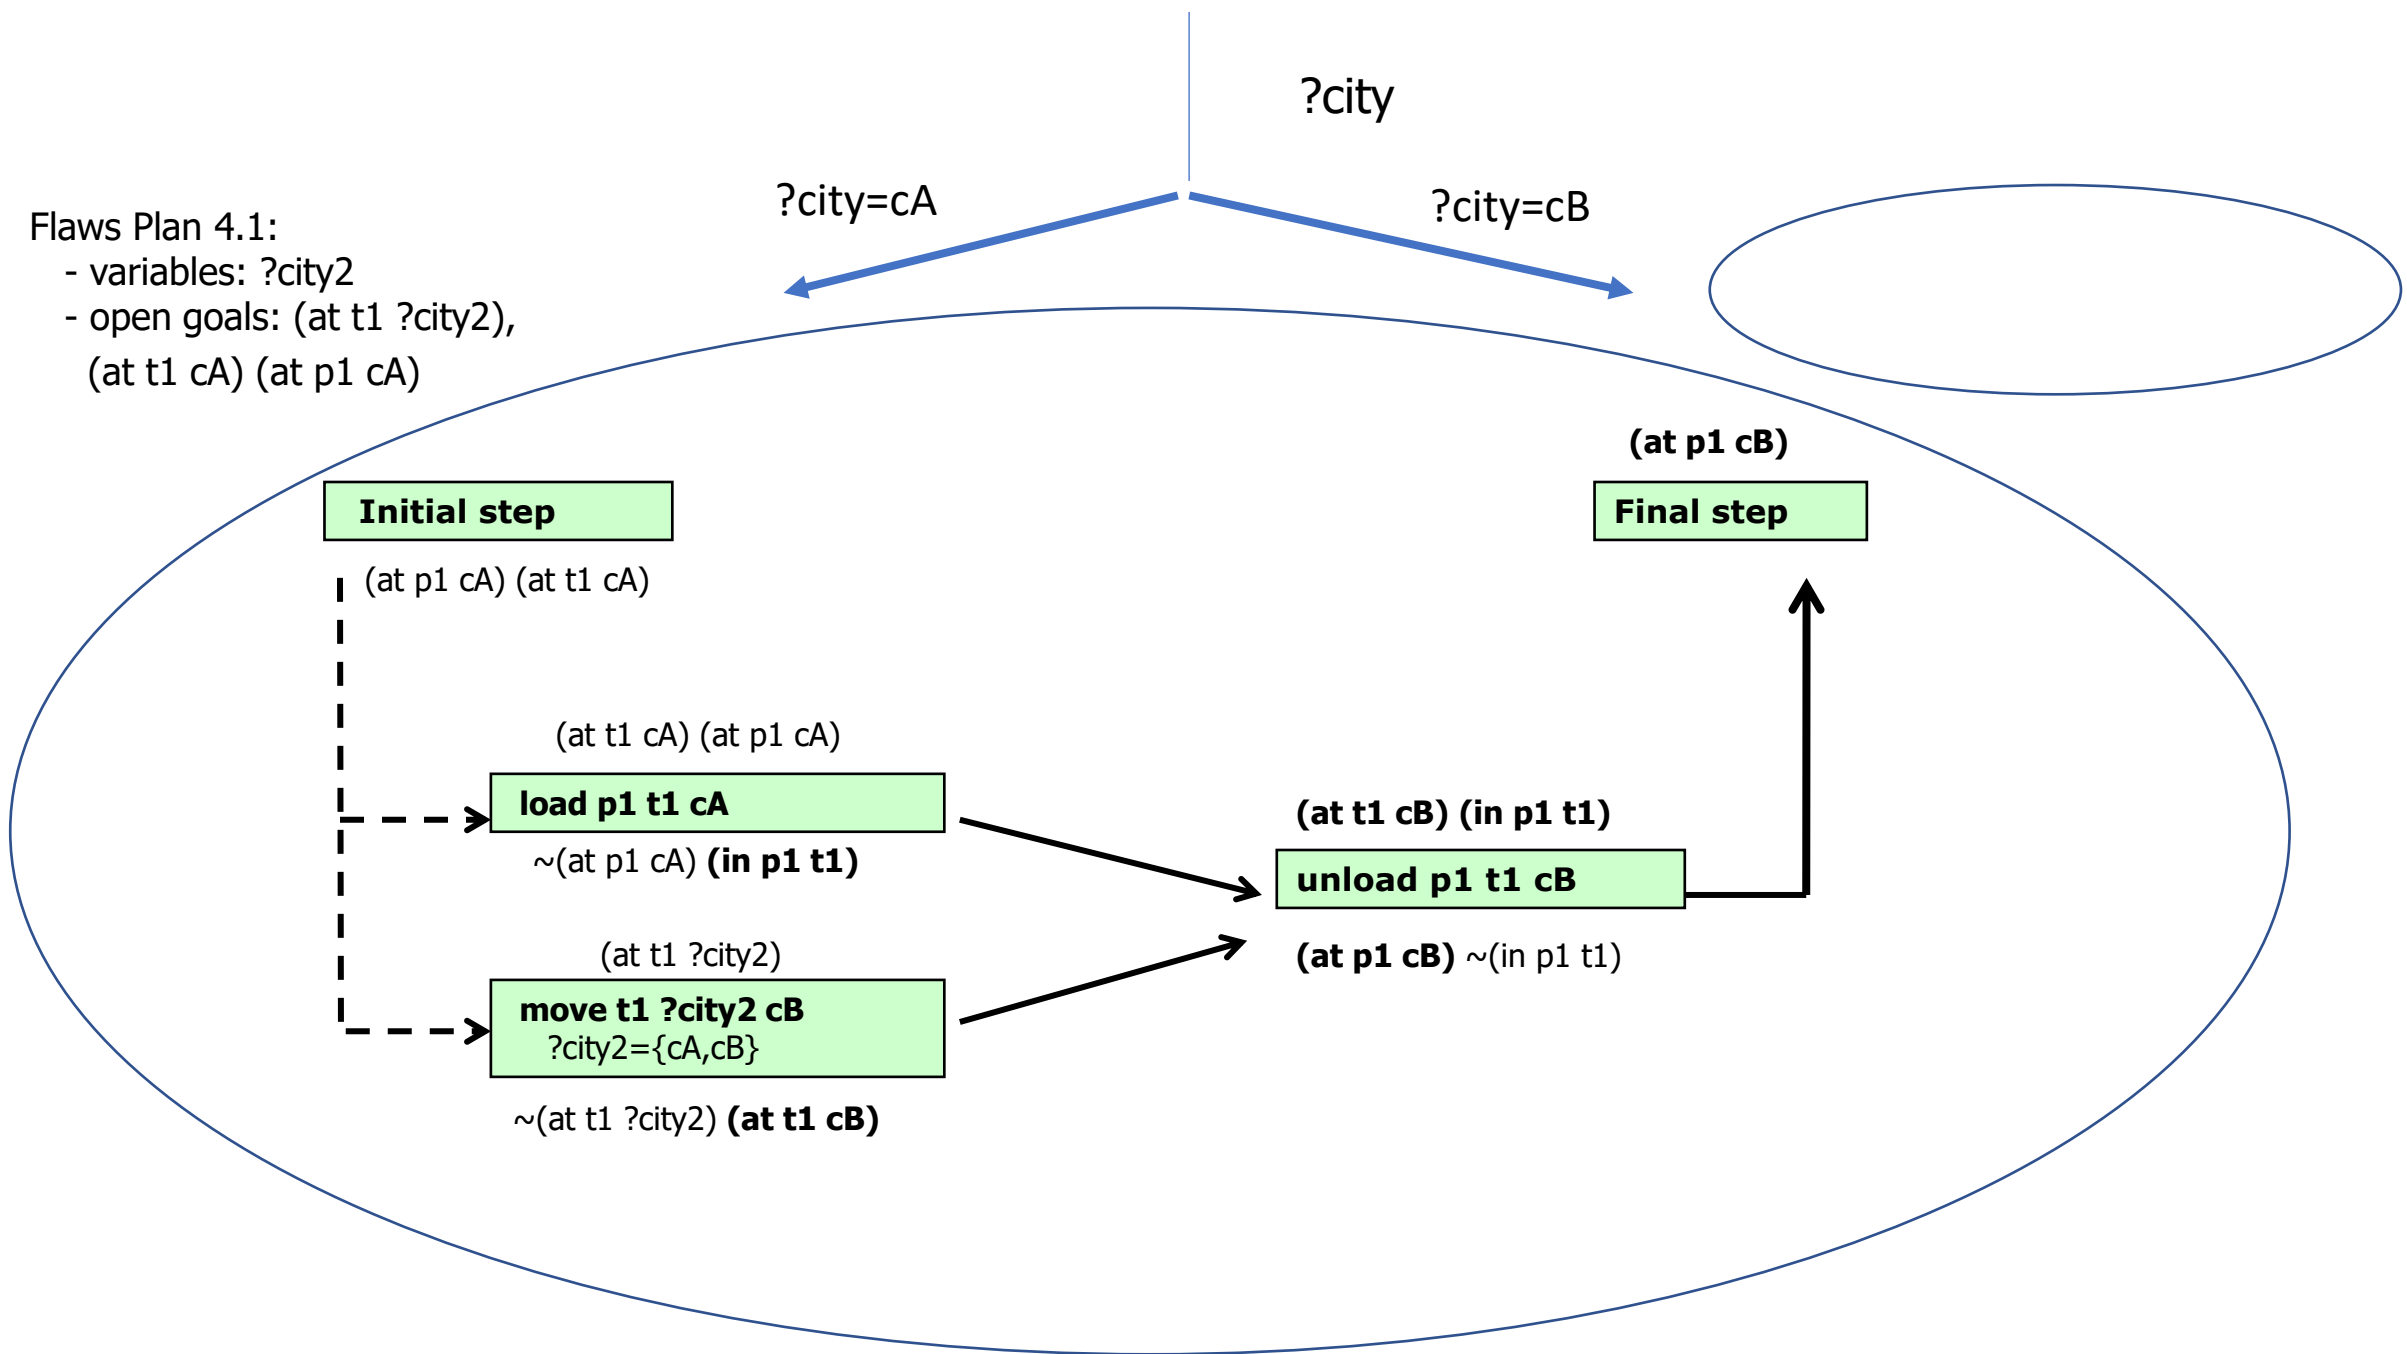 ?city
?city=cA
?city=cB
Flaws Plan 4.1:
- variables: ?city2
- open goals: (at t1 ?city2),
(at t1 cA) (at p1 cA)
(at p1 cB)
Initial step
Final step
(at p1 cA) (at t1 cA)
(at t1 cA) (at p1 cA)
load p1 t1 cA
~(at p1 cA) (in p1 t1)
(at t1 cB) (in p1 t1)
unload p1 t1 cB
(at p1 cB) ~(in p1 t1)
(at t1 ?city2)
move t1 ?city2 cB
?city2={cA,cB}
~(at t1 ?city2) (at t1 cB)